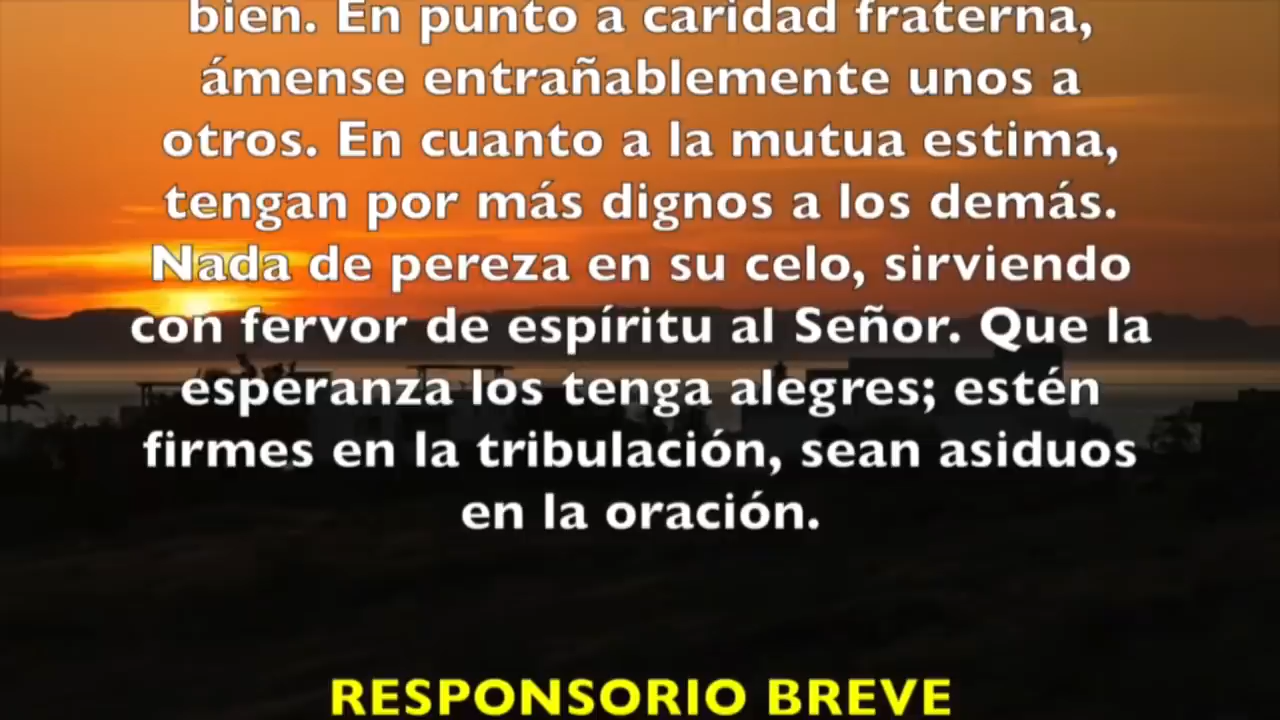 bien. En punto a caridad fraterna,
ámense entrañablemente unos a
otros. En cuanto a la mutua estima,
tengan por más dignos a los demás.
Nada de pereza en su celo, sirviendo
con fervor de espíritu al Señor. Que la
esperanza los tenga alegres; estén
firmes en la tribulación, sean asiduos
en la oración.
RESPONSORIO BREVE